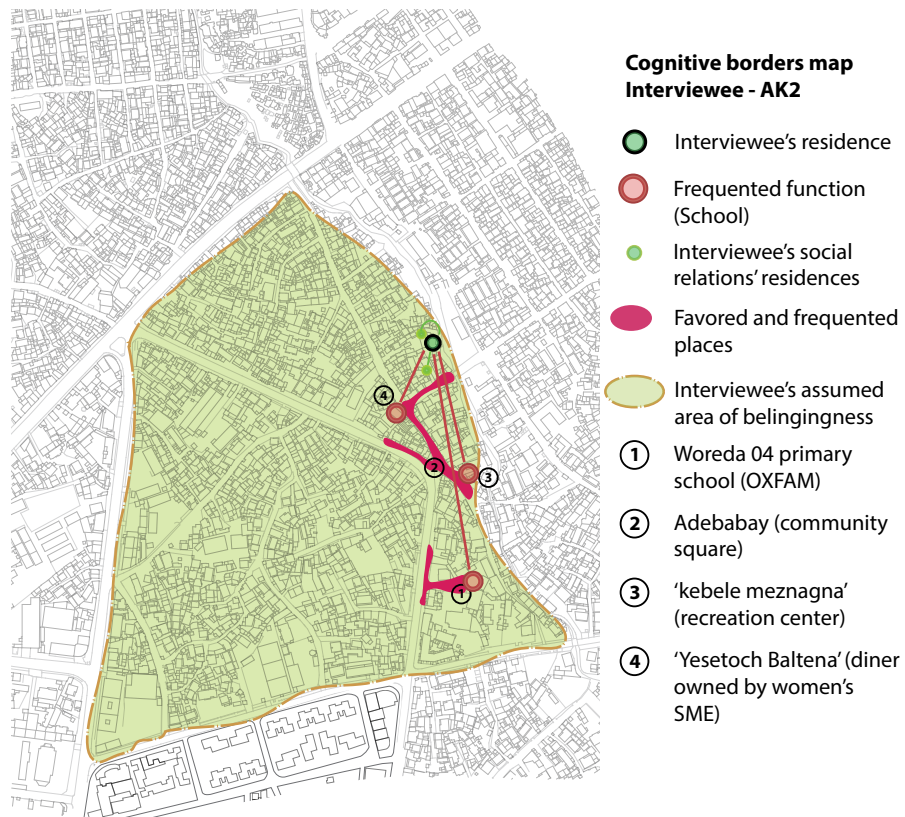 Cognitive borders map
Interviewee - AK2
Interviewee's residence
Frequented function
(School)
Interviewee's social
relations' residences
Favored and frequented
places
Interviewee's assumed
area of belingingness
1 Woreda 04 primary
school (OXFAM)
2 Adebabay (community
square)
3 'kebele meznagna'
(recreation center)
4 'Yesetoch Baltena' (diner
owned by women's
SME)
4
2
3
1